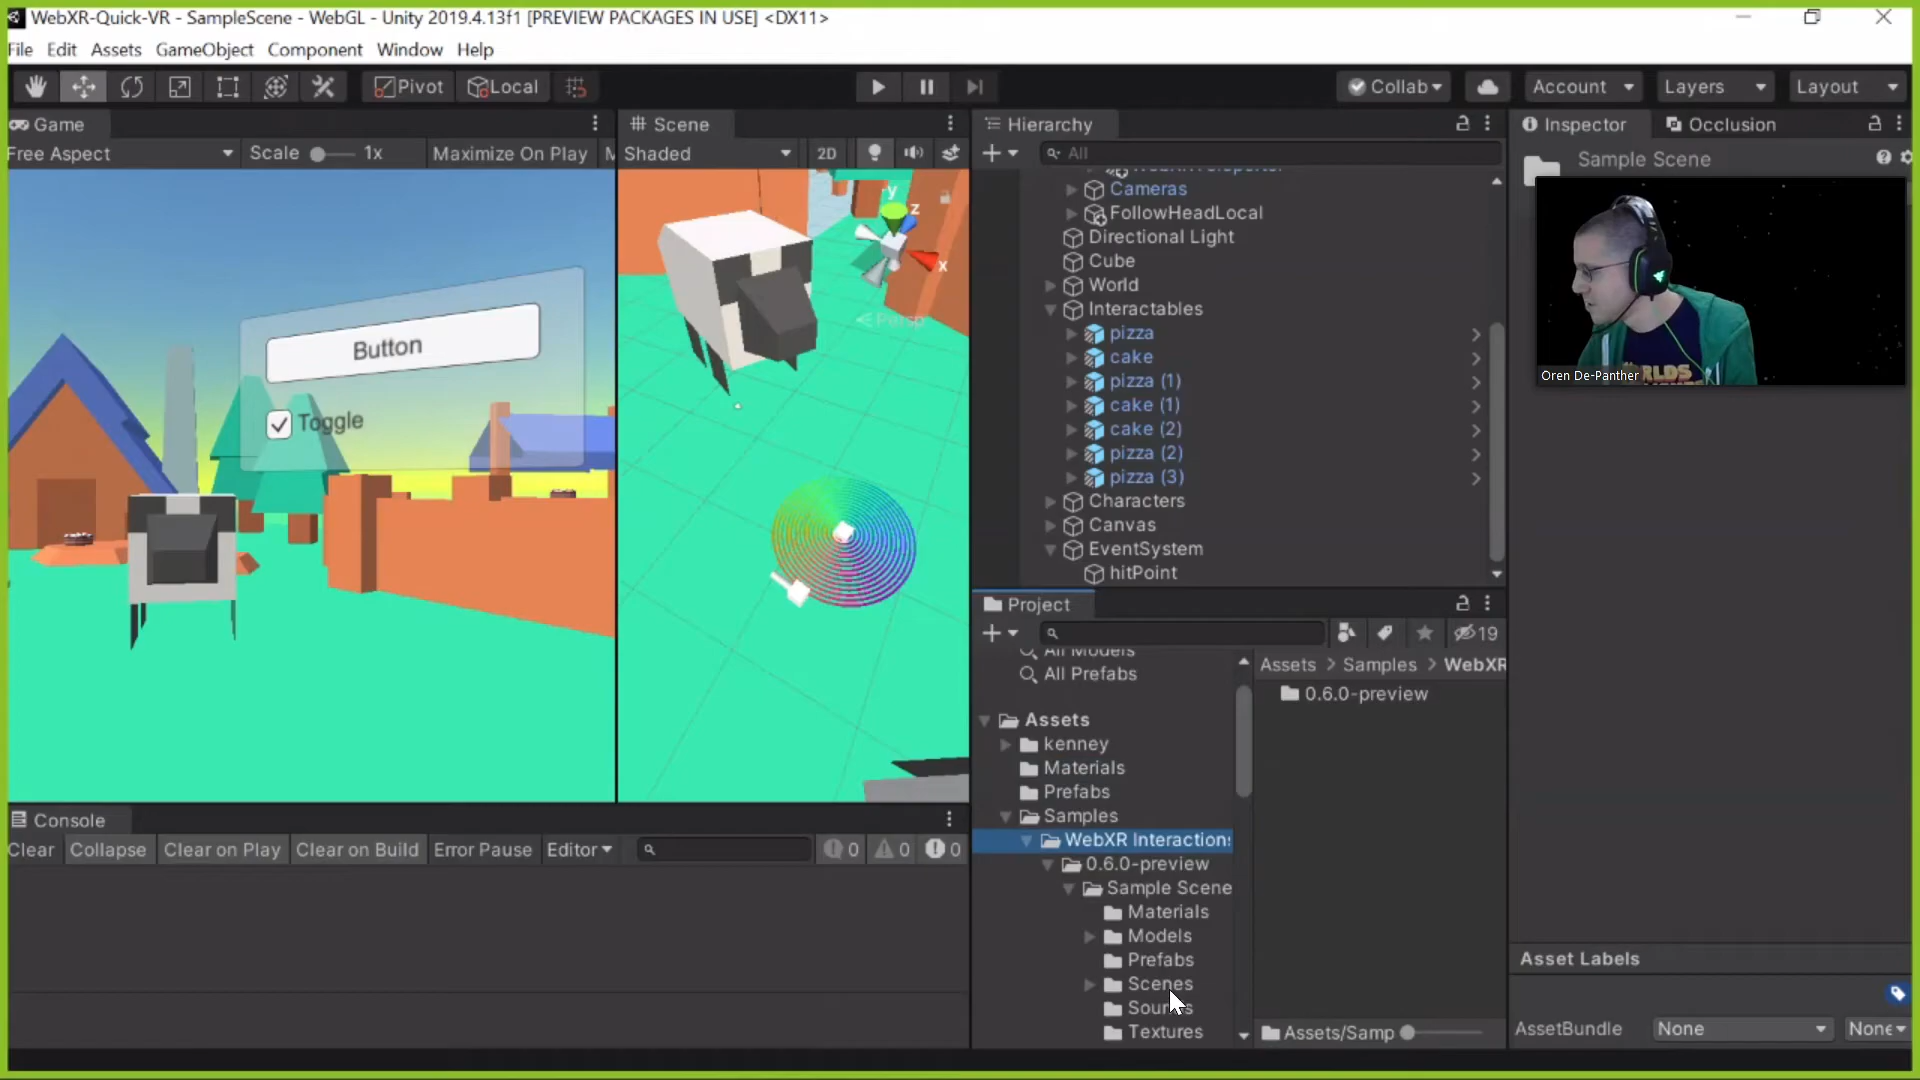 WebXR-Quick-VR - SampleScene - WebGL - Unity 2019.4.13f1 [PREVIEW PACKAGES IN USE] <DX11>
File Edit Assets GameObject Component Window Help
Pivot Local Collab Account Layers Layout
Game
Free Aspect Scale 1x Maximize On Play M
Button
Toggle
Scene
Shaded 2D
y
z
x
Persp
Hierarchy
All
Cameras
FollowHeadLocal
Directional Light
Cube
World
Interactables
pizza
cake
pizza (1)
cake (1)
cake (2)
pizza (2)
pizza (3)
Characters
Canvas
EventSystem
hitPoint
Inspector Occlusion
Sample Scene
Oren De-Panther
Project
19
All Models
All Prefabs
Assets
kenney
Materials
Prefabs
Samples
WebXR Interactions
0.6.0-preview
Sample Scene
Materials
Models
Prefabs
Scenes
Textures
Assets > Samples > WebXR
0.6.0-preview
Assets/Samp
Console
Clear Collapse Clear on Play Clear on Build Error Pause Editor 0 0 0
Asset Labels
AssetBundle None None